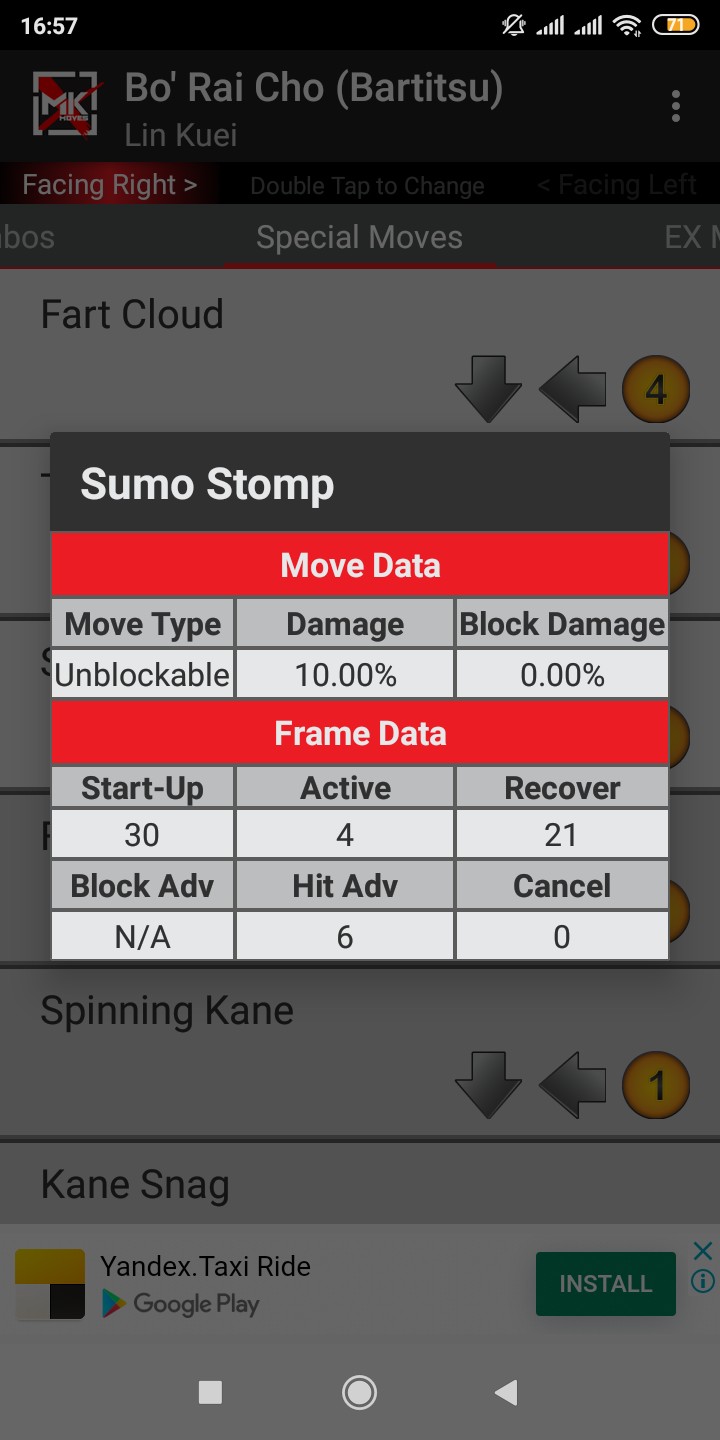 16:57
71
MK
MOVES
Bo' Rai Cho (Bartitsu)
Lin Kuei
Facing Right >
Double Tap to Change
< Facing Left
bos
Special Moves
EX M
Fart Cloud
4
Sumo Stomp
Move Data
Move Type Damage Block Damage
Unblockable 10.00% 0.00%
Frame Data
Start-Up Active Recover
30 4 21
Block Adv Hit Adv Cancel
N/A 6 0
Spinning Kane
1
Kane Snag
Yandex.Taxi Ride
Google Play
INSTALL